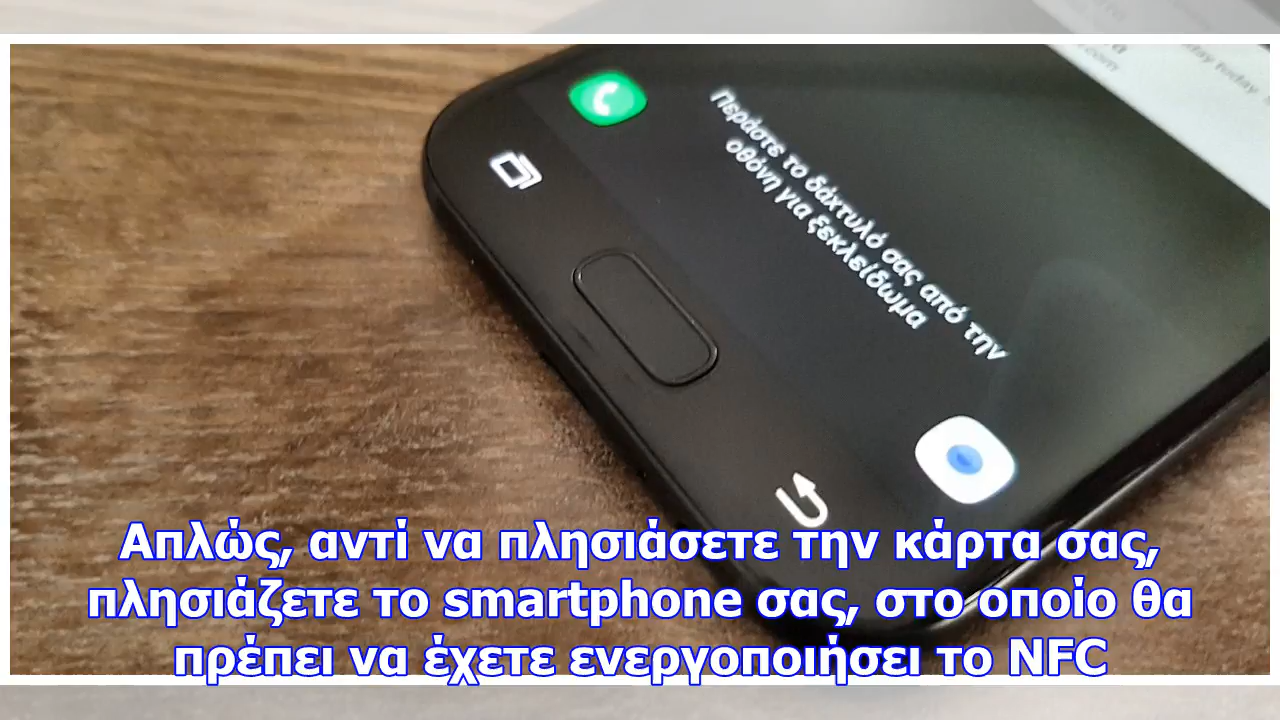 Περάστε το δάχτυλό σας από την
οθόνη για ξεκλείδωμα
Απλώς, αντί να πλησιάσετε την κάρτα σας,
πλησιάζετε το smartphone σας, στο οποίο θα
πρέπει να έχετε ενεργοποιήσει το NFC